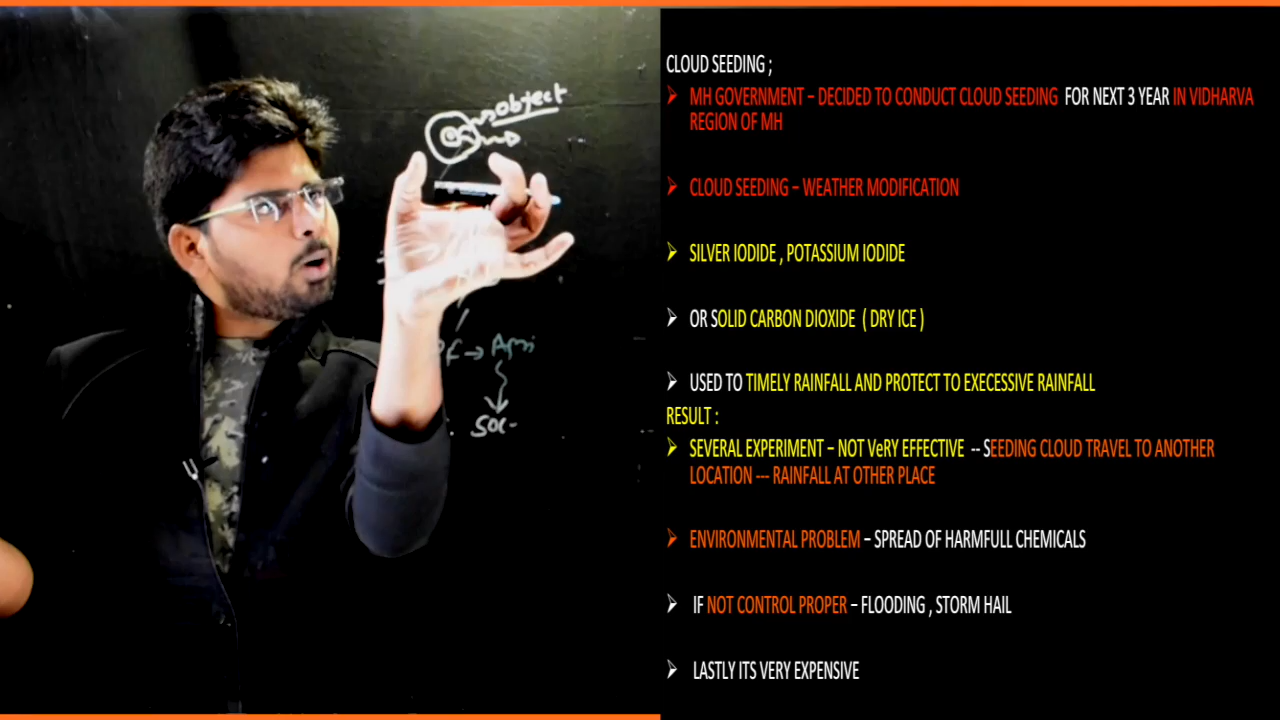 object
→ Api
SOC-
CLOUD SEEDING ;
➢ MH GOVERNMENT – DECIDED TO CONDUCT CLOUD SEEDING FOR NEXT 3 YEAR IN VIDHARVA
REGION OF MH
➢ CLOUD SEEDING – WEATHER MODIFICATION
➢ SILVER IODIDE , POTASSIUM IODIDE
➢ OR SOLID CARBON DIOXIDE ( DRY ICE )
➢ USED TO TIMELY RAINFALL AND PROTECT TO EXECESSIVE RAINFALL
RESULT :
➢ SEVERAL EXPERIMENT – NOT VeRY EFFECTIVE -- SEEDING CLOUD TRAVEL TO ANOTHER
LOCATION --- RAINFALL AT OTHER PLACE
➢ ENVIRONMENTAL PROBLEM – SPREAD OF HARMFULL CHEMICALS
➢ IF NOT CONTROL PROPER – FLOODING , STORM HAIL
➢ LASTLY ITS VERY EXPENSIVE